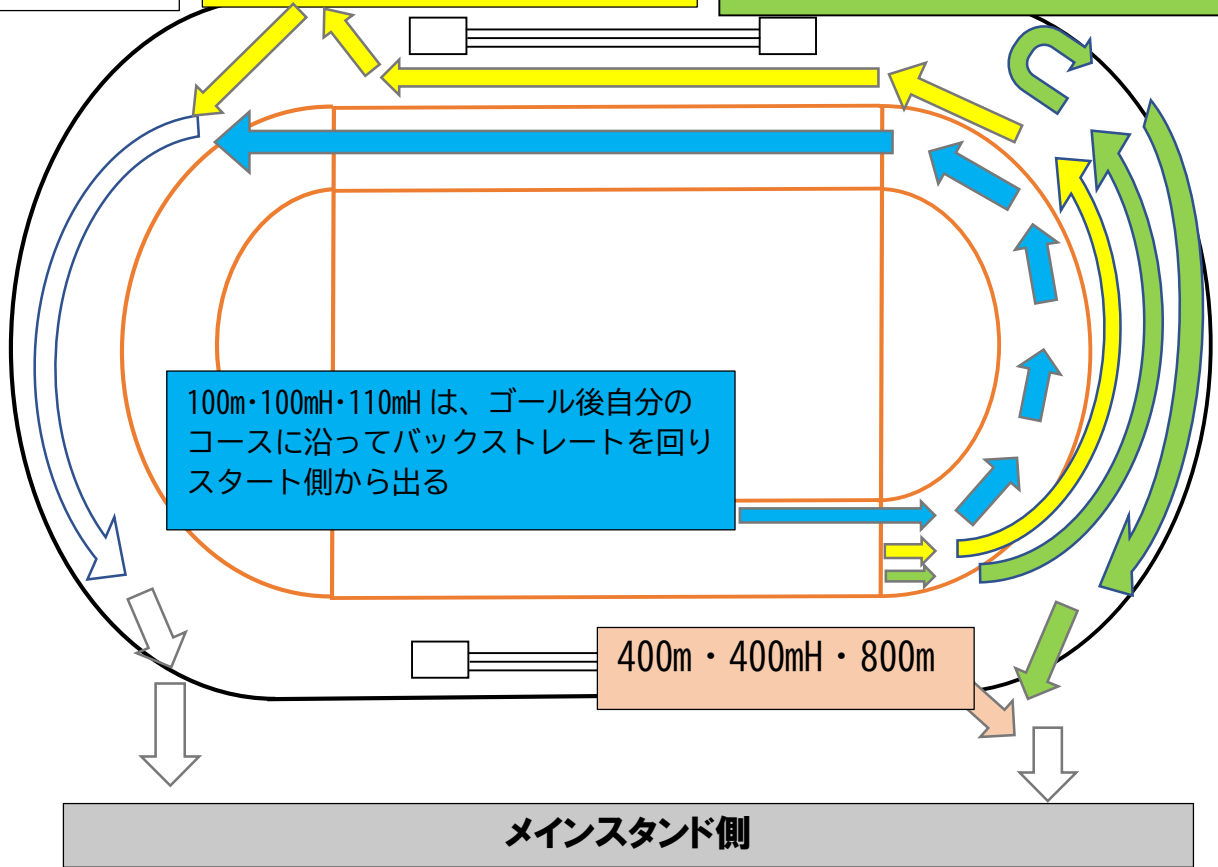 100m・100mH・110mH は、ゴール後自分の
コースに沿ってバックストレートを回り
スタート側から出る
400m・400mH・800m
メインスタンド側